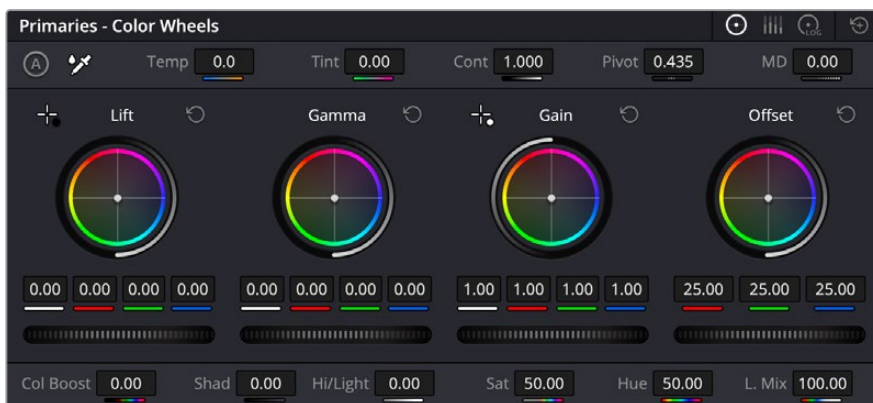 Primaries - Color Wheels
LOG
A Temp 0.0 Tint 0.00 Cont 1.000 Pivot 0.435 MD 0.00
Lift Gamma Gain Offset
0.00 0.00 0.00 0.00 0.00 0.00 0.00 0.00 1.00 1.00 1.00 1.00 25.00 25.00 25.00
Col Boost 0.00 Shad 0.00 Hi/Light 0.00 Sat 50.00 Hue 50.00 L. Mix 100.00